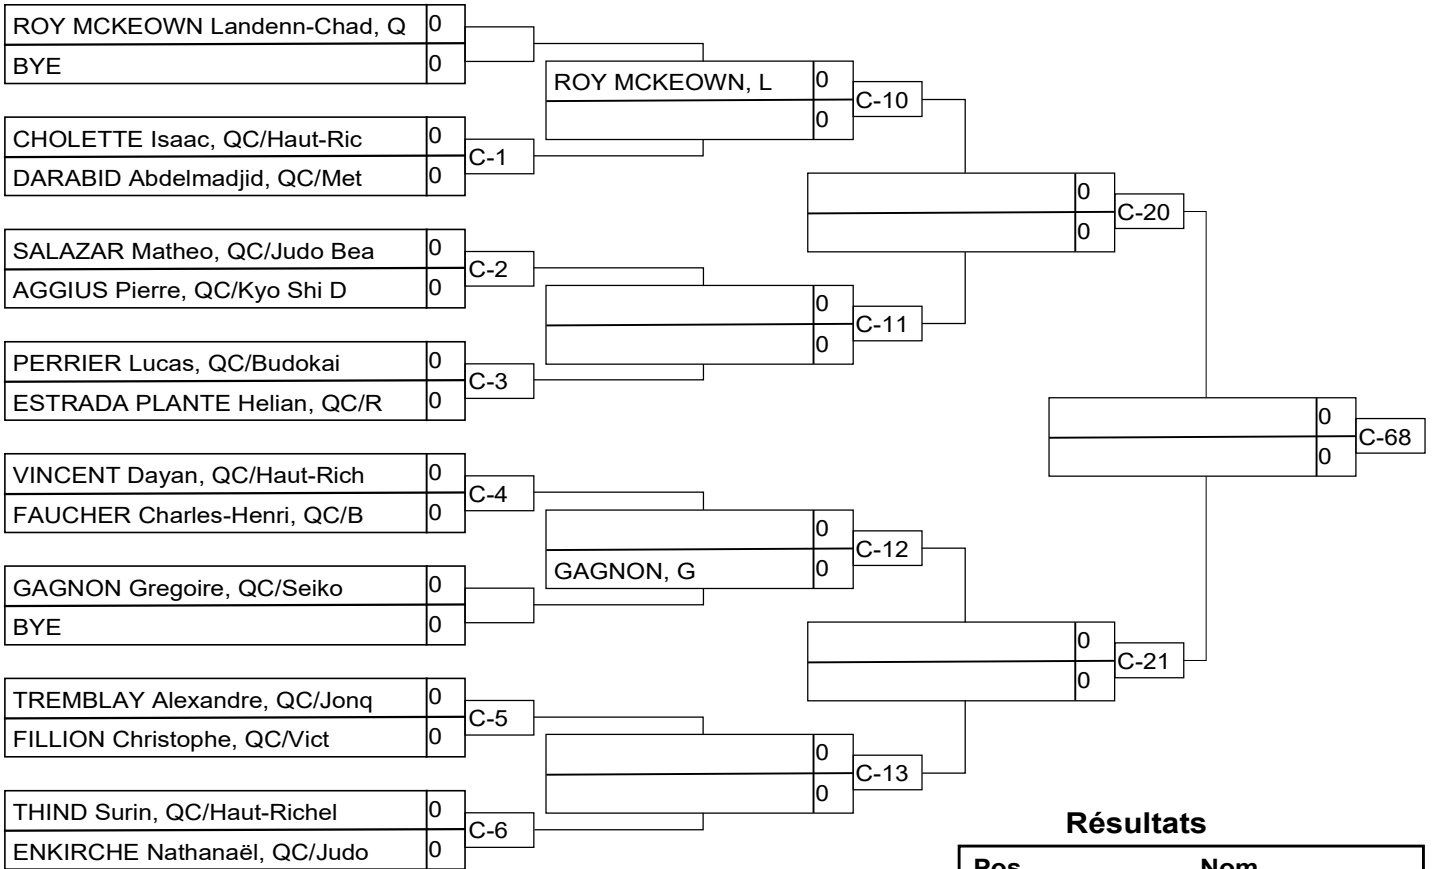 ROY MCKEOWN Landenn-Chad, Q 0
BYE 0
CHOLETTE Isaac, QC/Haut-Ric 0
DARABID Abdelmadjid, QC/Met 0
C-1
SALAZAR Matheo, QC/Judo Bea 0
AGGIUS Pierre, QC/Kyo Shi D 0
C-2
PERRIER Lucas, QC/Budokai 0
ESTRADA PLANTE Helian, QC/R 0
C-3
VINCENT Dayan, QC/Haut-Rich 0
FAUCHER Charles-Henri, QC/B 0
C-4
GAGNON Gregoire, QC/Seiko 0
BYE 0
TREMBLAY Alexandre, QC/Jonq 0
FILLION Christophe, QC/Vict 0
C-5
THIND Surin, QC/Haut-Richel 0
ENKIRCHE Nathanaël, QC/Judo 0
C-6
ROY MCKEOWN, L 0
0
C-10
0
0
C-11
0
GAGNON, G 0
C-12
0
0
C-13
0
0
C-20
0
0
C-21
0
0
C-68
Résultats
Pos Nom